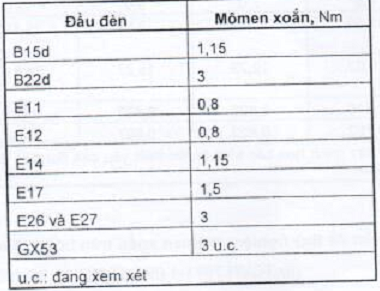 Đầu đèn Mômen xoắn, Nm
B15d 1,15
B22d 3
E11 0,8
E12 0,8
E14 1,15
E17 1,5
E26 và E27 3
GX53 3 u.c.
u.c.: đang xem xét